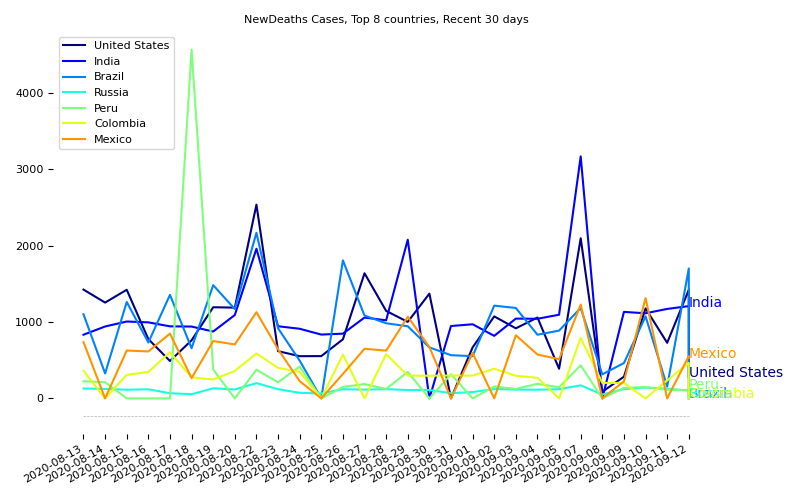 NewDeaths Cases, Top 8 countries, Recent 30 days
United States
India
Brazil
Russia
Peru
Colombia
Mexico
4000
3000
2000
1000
0
India
Mexico
United States
Peru
Colombia
Brazil
Russia
2020-08-13
2020-08-14
2020-08-15
2020-08-16
2020-08-17
2020-08-18
2020-08-19
2020-08-20
2020-08-22
2020-08-23
2020-08-24
2020-08-25
2020-08-26
2020-08-27
2020-08-28
2020-08-29
2020-08-30
2020-08-31
2020-09-01
2020-09-02
2020-09-03
2020-09-04
2020-09-05
2020-09-07
2020-09-08
2020-09-09
2020-09-10
2020-09-11
2020-09-12